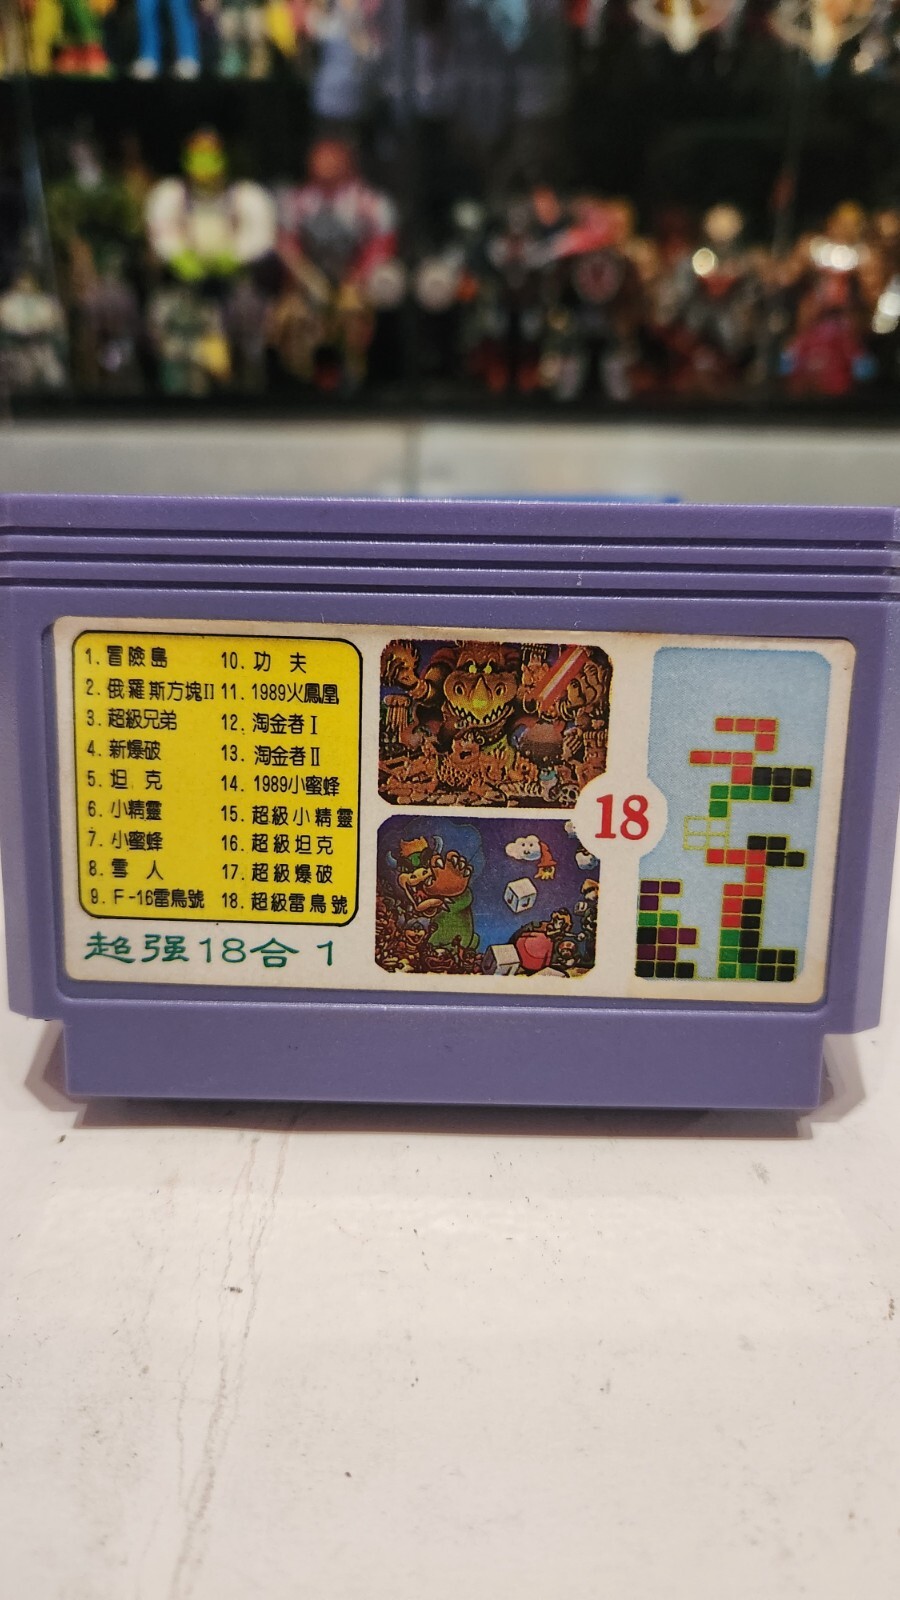 1. 冒險島
2. 俄羅斯方塊II
3. 超級兄弟
4. 新爆破
5. 坦 克
6. 小精靈
7. 小蜜蜂
8. 雪 人
9. F-16雷鳥號
10. 功 夫
11. 1989火鳳凰
12. 淘金者I
13. 淘金者II
14. 1989小蜜蜂
15. 超級小精靈
16. 超級坦克
17. 超級爆破
18. 超級雷鳥號
超强18合1
18